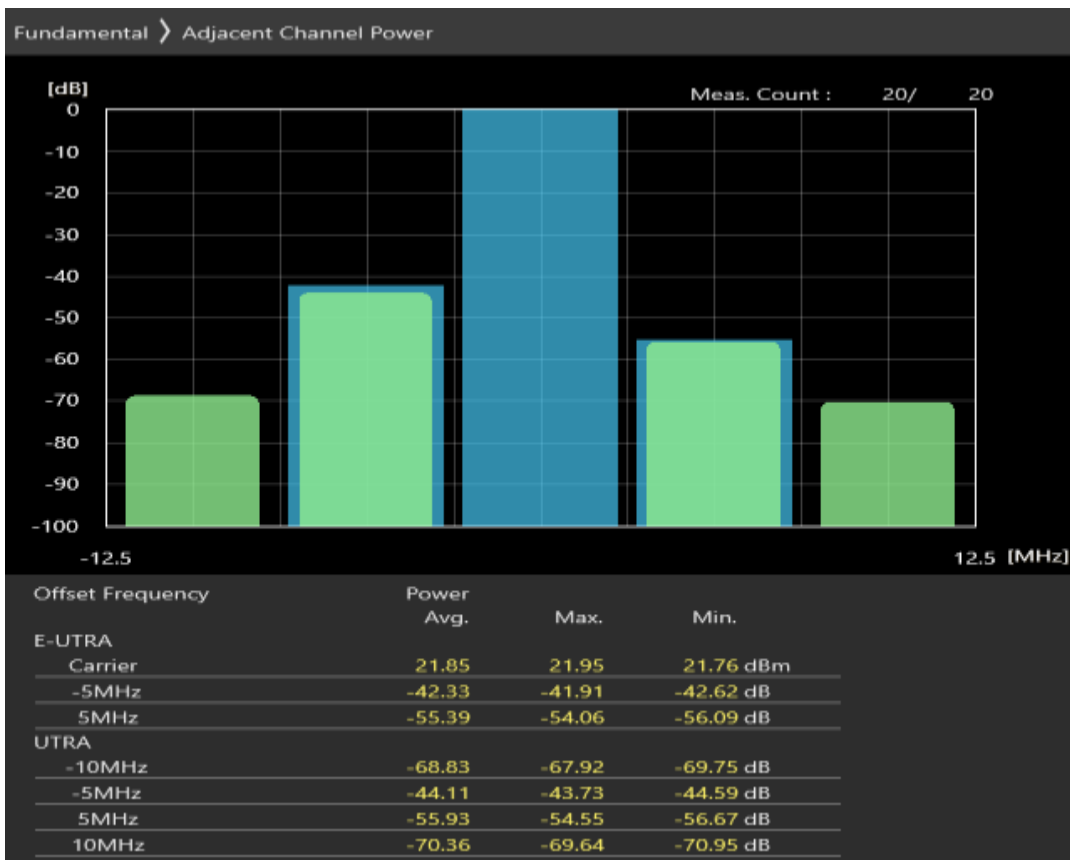 Fundamental ❯ Adjacent Channel Power
[dB]
Meas. Count : 20/ 20
0
-10
-20
-30
-40
-50
-60
-70
-80
-90
-100
-12.5 12.5 [MHz]
Offset Frequency Power
Avg. Max. Min.
E-UTRA
Carrier 21.85 21.95 21.76 dBm
-5MHz -42.33 -41.91 -42.62 dB
5MHz -55.39 -54.06 -56.09 dB
UTRA
-10MHz -68.83 -67.92 -69.75 dB
-5MHz -44.11 -43.73 -44.59 dB
5MHz -55.93 -54.55 -56.67 dB
10MHz -70.36 -69.64 -70.95 dB